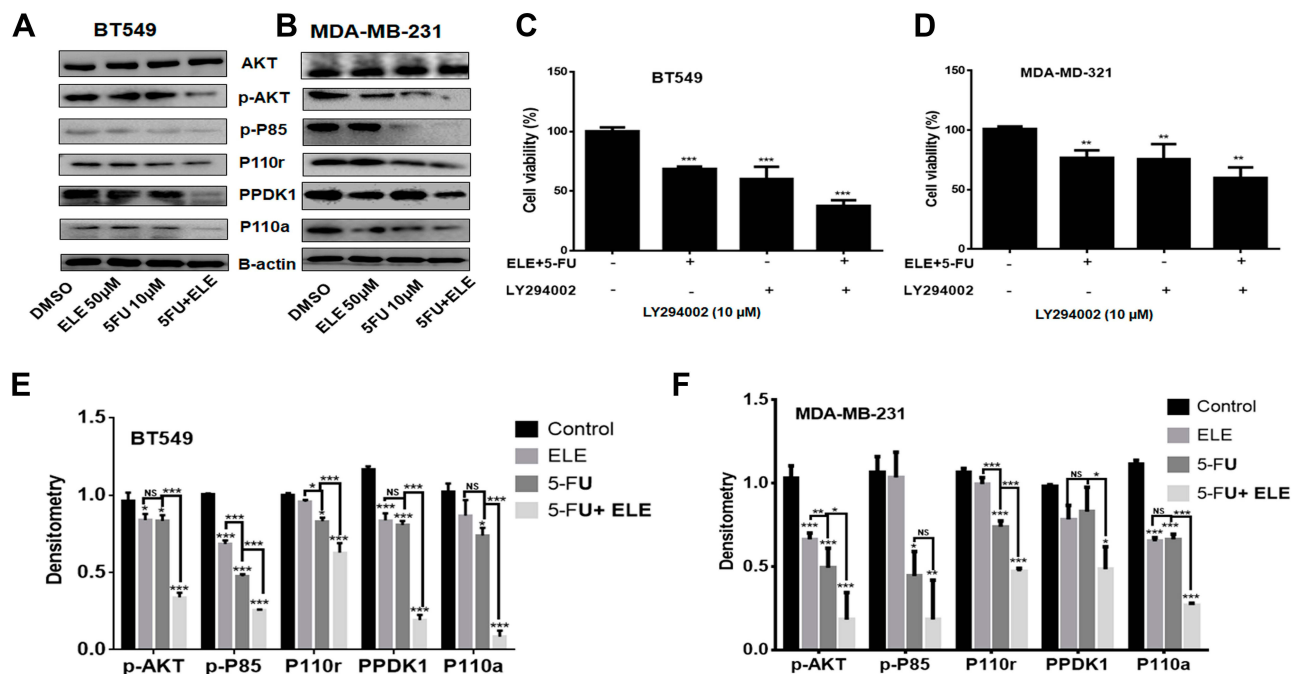 A
BT549
B
MDA-MB-231
AKT
p-AKT
p-P85
P110r
PPDK1
P110a
B-actin
DMSO
ELE 50µM
5FU 10µM
5FU+ELE
DMSO
ELE 50µM
5FU 10µM
5FU+ELE
C
BT549
Cell viability (%)
150
100
50
0
***
***
***
ELE+5-FU - + - +
LY294002 - - + +
LY294002 (10 µM)
D
MDA-MD-321
Cell viability (%)
150
100
50
0
**
**
**
ELE+5-FU - + - +
LY294002 - - + +
LY294002 (10 µM)
E
BT549
Densitometry
1.5
1.0
0.5
0.0
Control
ELE
5-FU
5-FU+ ELE
NS
***
*
*
***
***
***
***
***
***
*
***
*
***
NS
***
***
***
***
NS
***
*
***
p-AKT p-P85 P110r PPDK1 P110a
F
MDA-MB-231
Densitometry
1.5
1.0
0.5
0.0
Control
ELE
5-FU
5-FU+ ELE
**
*
***
***
***
NS
*
**
***
***
***
***
NS
*
*
NS
***
***
***
***
p-AKT p-P85 P110r PPDK1 P110a